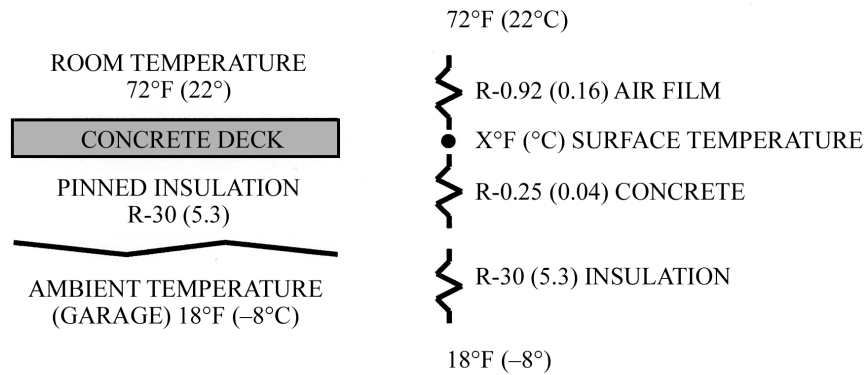 ROOM TEMPERATURE
72°F (22°)
CONCRETE DECK
PINNED INSULATION
R-30 (5.3)
AMBIENT TEMPERATURE
(GARAGE) 18°F (–8°C)
72°F (22°C)
R-0.92 (0.16) AIR FILM
X°F (°C) SURFACE TEMPERATURE
R-0.25 (0.04) CONCRETE
R-30 (5.3) INSULATION
18°F (–8°)